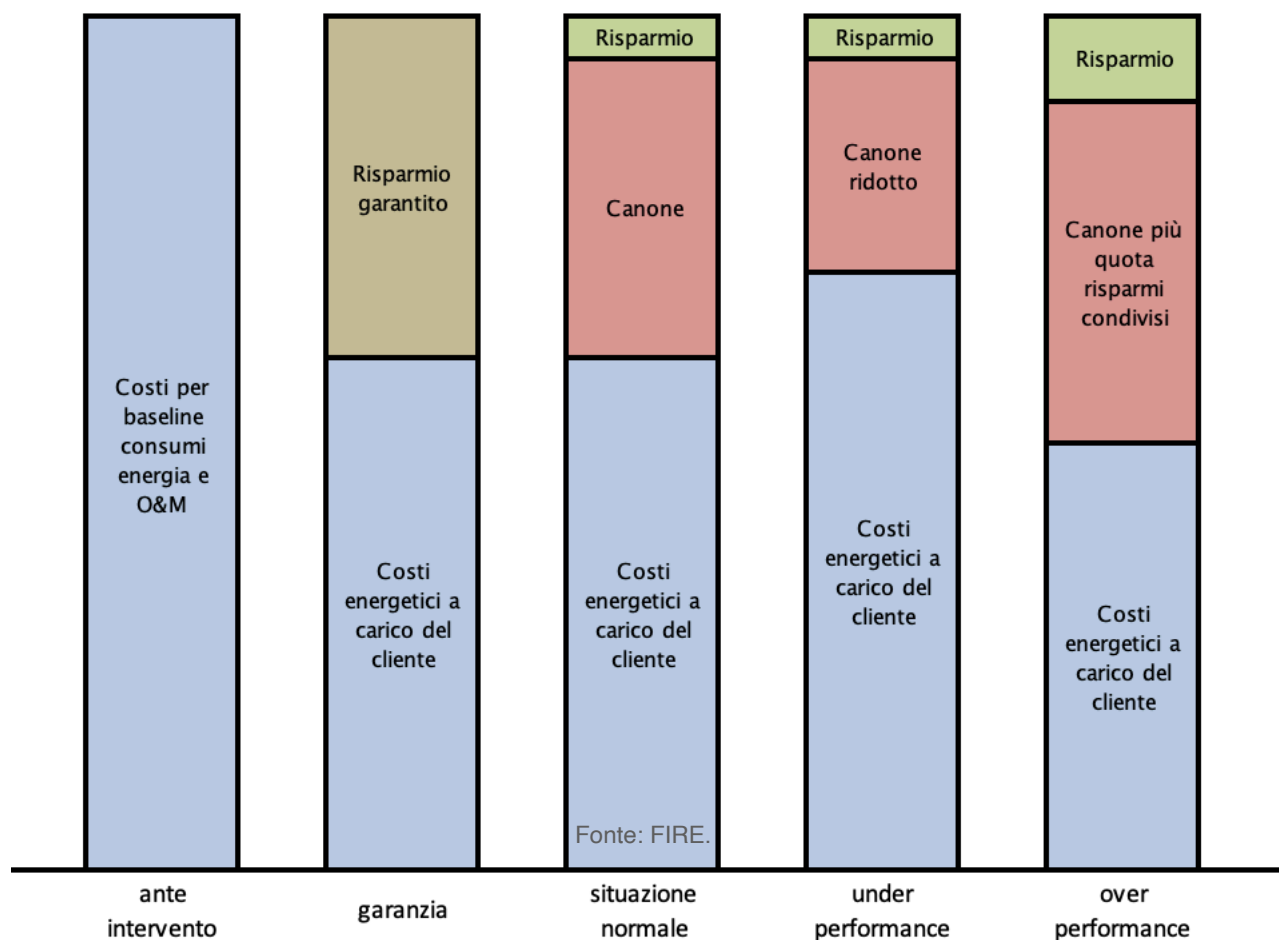 Costi per
baseline
consumi
energia e
O&M
Risparmio
garantito
Costi
energetici a
carico del
cliente
Risparmio
Canone
Costi
energetici a
carico del
cliente
Fonte: FIRE.
Risparmio
Canone
ridotto
Costi
energetici a
carico del
cliente
Risparmio
Canone più
quota
risparmi
condivisi
Costi
energetici a
carico del
cliente
ante
intervento
garanzia
situazione
normale
under
performance
over
performance